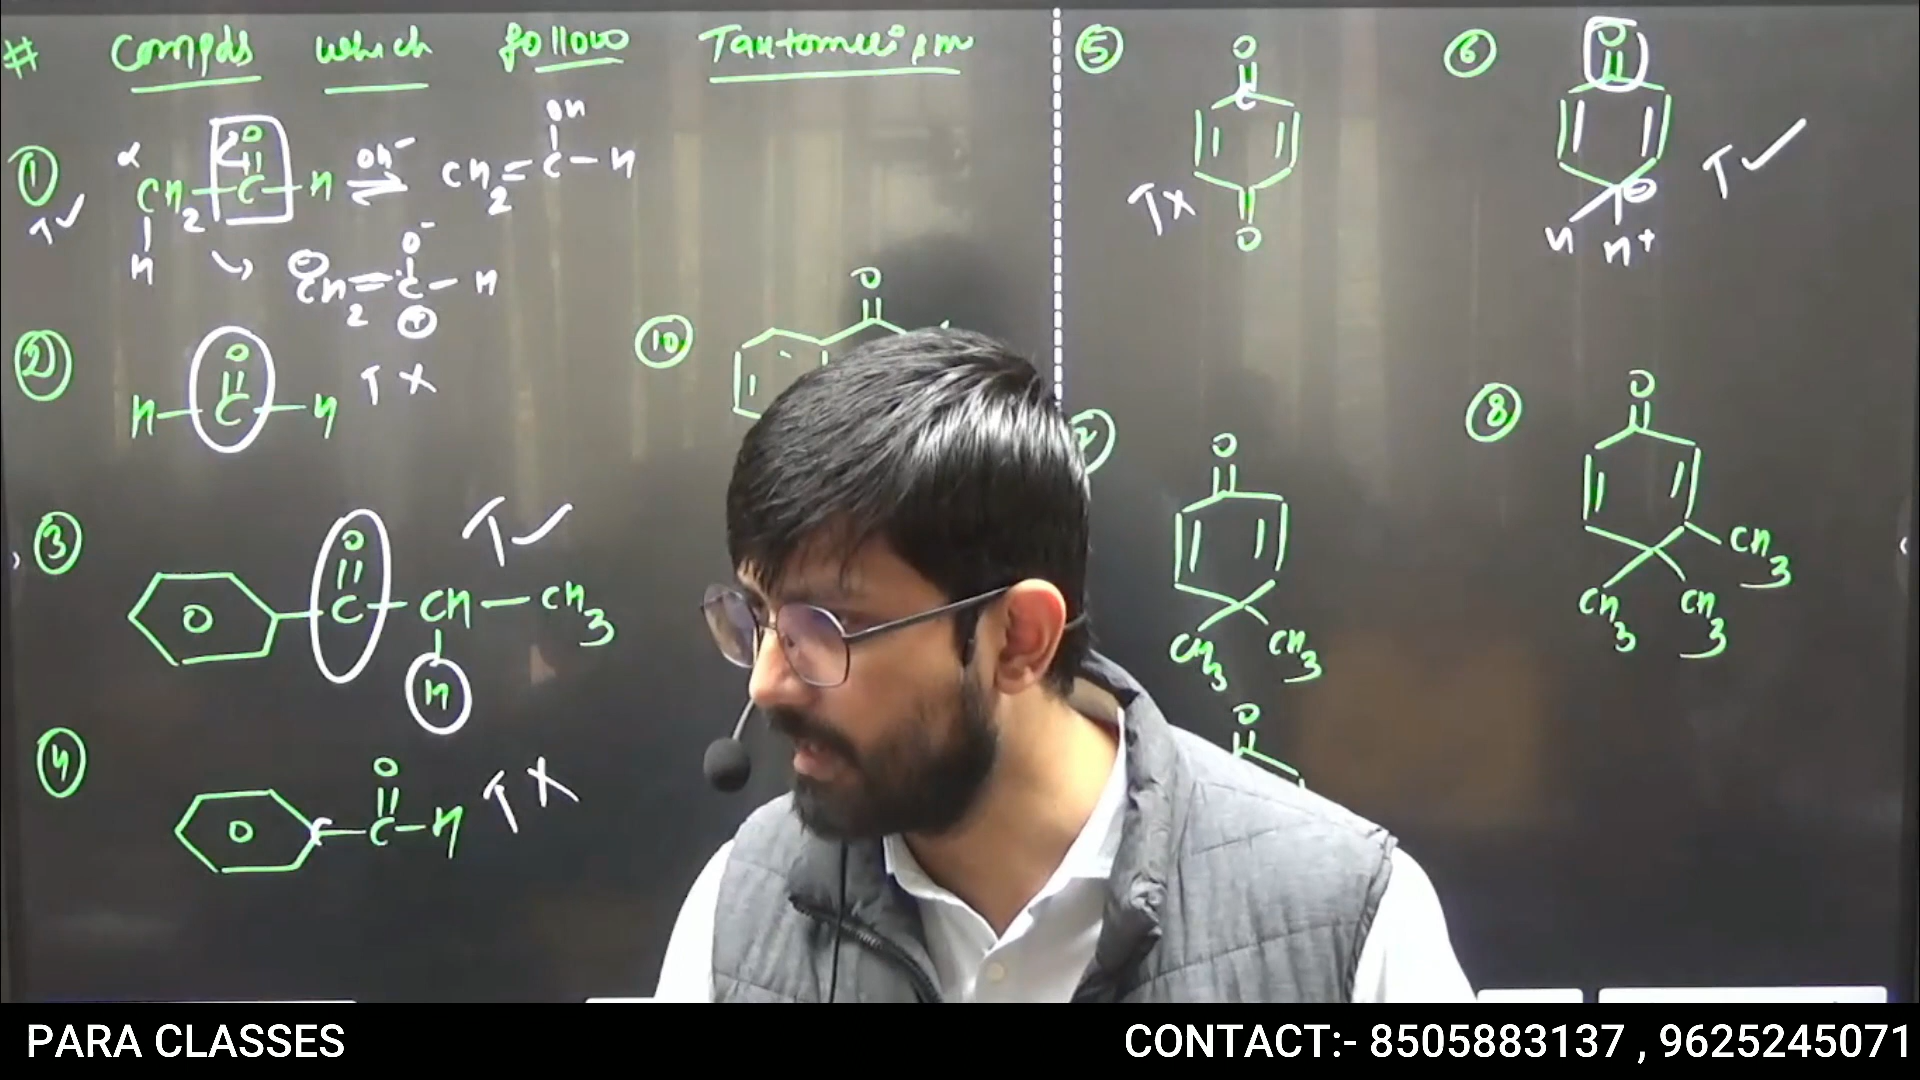 # Compds which follow Tautomerism
①
T✓
α
CH2-C-H ⇌ CH2=C-H
O
OH-
OH
H
CH2=C-H
O-
②
O
H-C-H
T X
③
O
C-CH-CH3
H
T✓
④
O
C-H
T X
⑩
O
⑤
O
C
O
TX
⑥
O
H H+
T✓
O
CH3 CH3
⑧
O
CH3
CH3 CH3
O
PARA CLASSES
CONTACT:- 8505883137 , 9625245071